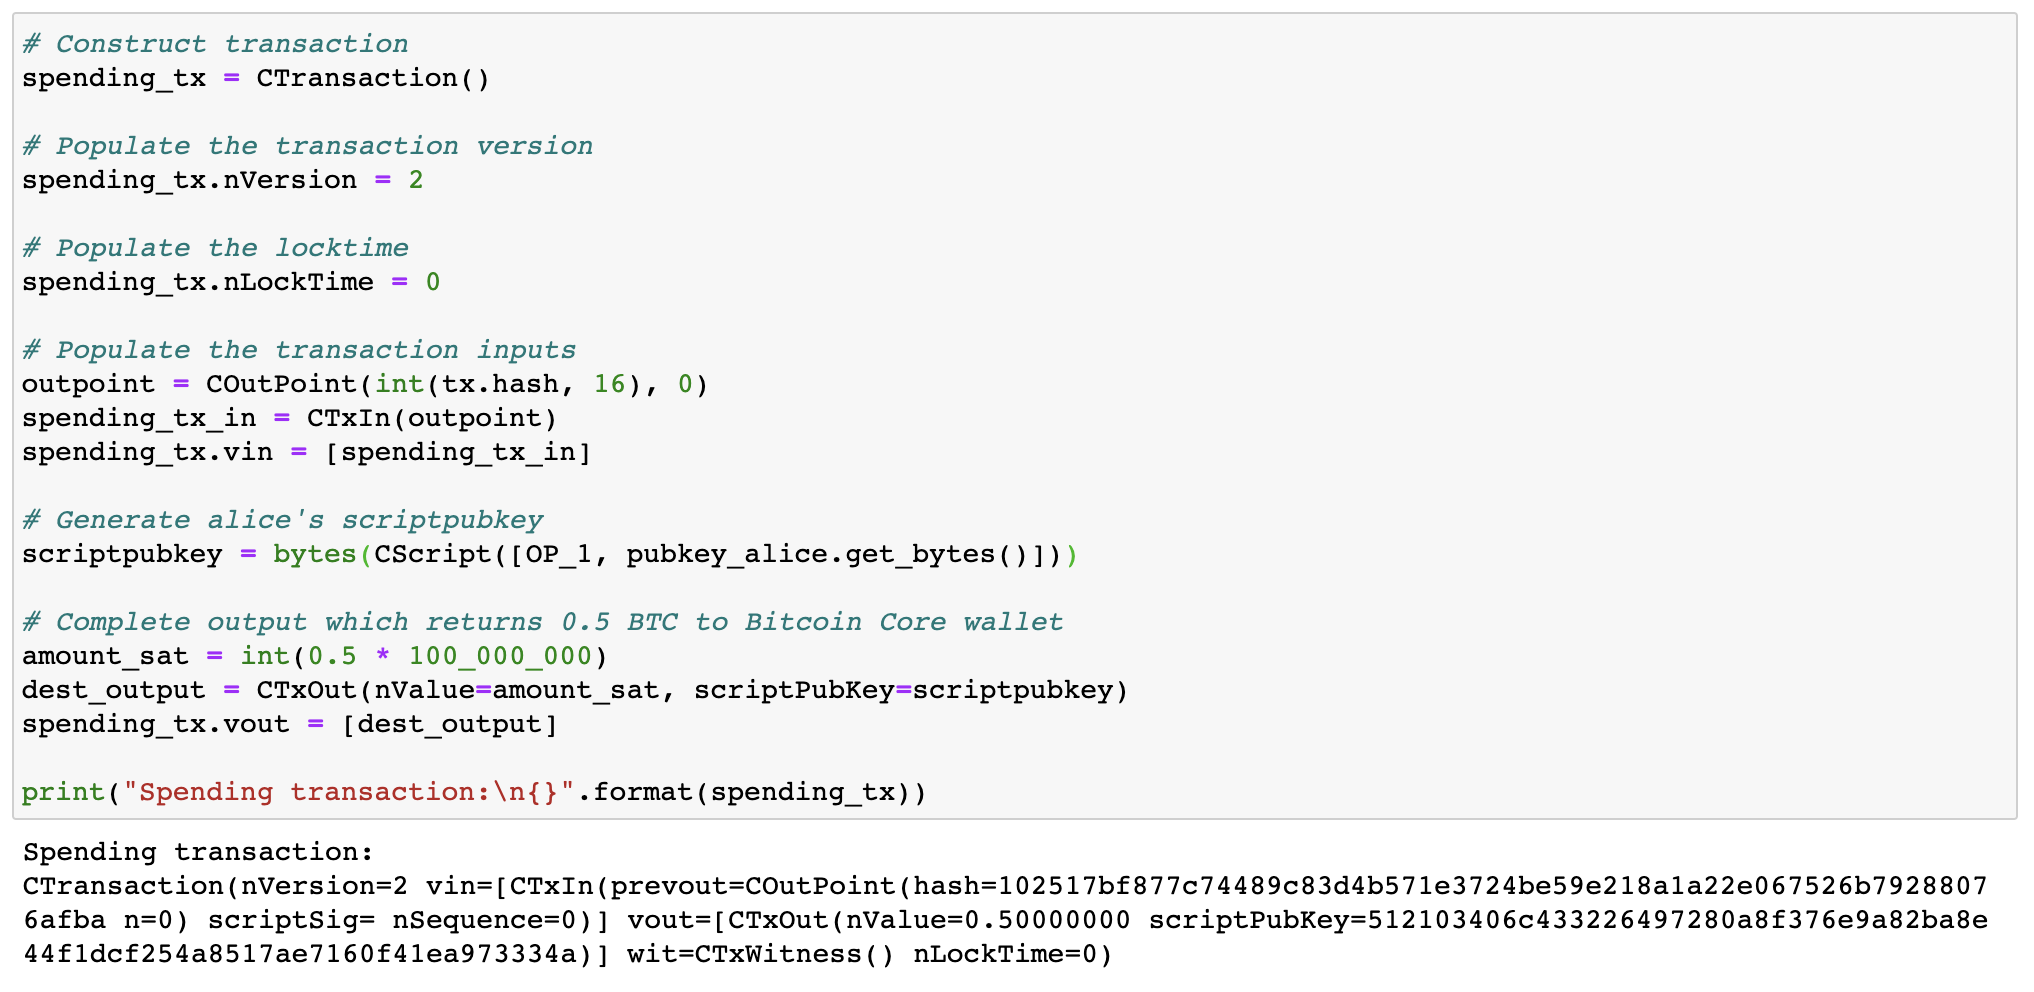 # Construct transaction
spending_tx = CTransaction()
# Populate the transaction version
spending_tx.nVersion = 2
# Populate the locktime
spending_tx.nLockTime = 0
# Populate the transaction inputs
outpoint = COutPoint(int(tx.hash, 16), 0)
spending_tx_in = CTxIn(outpoint)
spending_tx.vin = [spending_tx_in]
# Generate alice's scriptpubkey
scriptpubkey = bytes(CScript([OP_1, pubkey_alice.get_bytes()]))
# Complete output which returns 0.5 BTC to Bitcoin Core wallet
amount_sat = int(0.5 * 100_000_000)
dest_output = CTxOut(nValue=amount_sat, scriptPubKey=scriptpubkey)
spending_tx.vout = [dest_output]
print("Spending transaction:\n{}".format(spending_tx))
Spending transaction:
CTransaction(nVersion=2 vin=[CTxIn(prevout=COutPoint(hash=102517bf877c74489c83d4b571e3724be59e218a1a22e067526b7928807
6afba n=0) scriptSig= nSequence=0)] vout=[CTxOut(nValue=0.50000000 scriptPubKey=512103406c433226497280a8f376e9a82ba8e
44f1dcf254a8517ae7160f41ea973334a)] wit=CTxWitness() nLockTime=0)